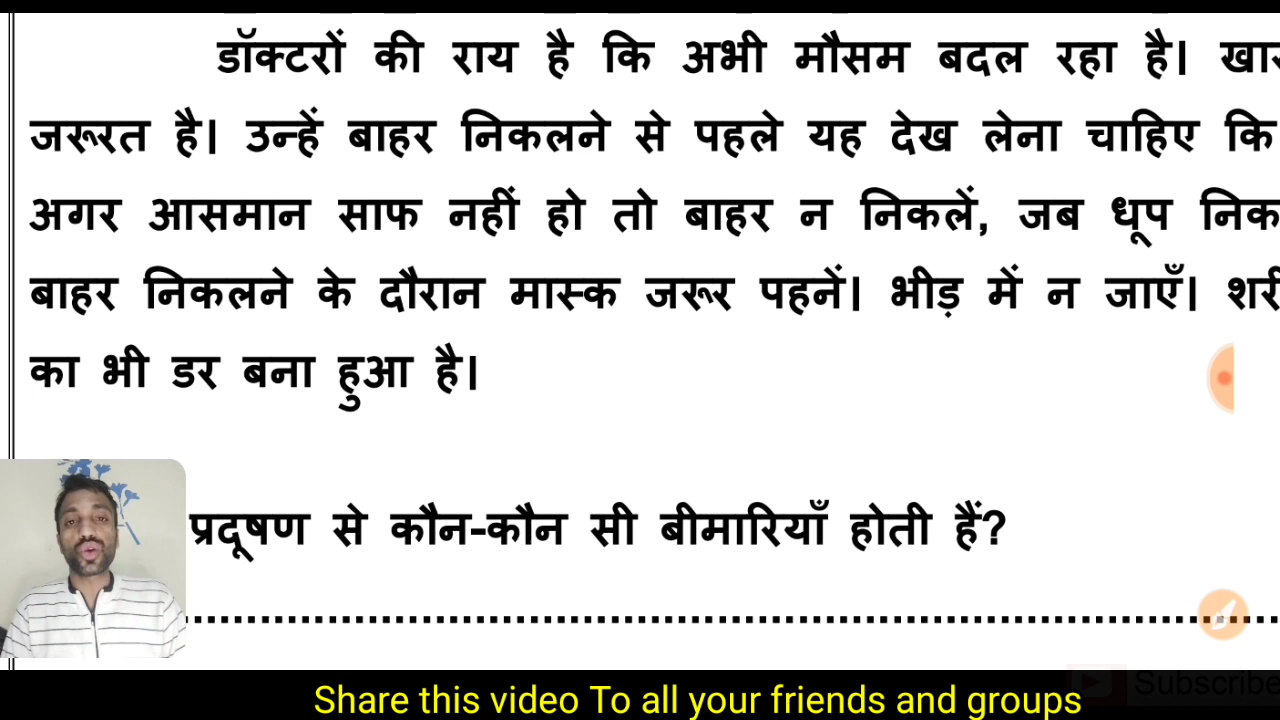 डॉक्टरों की राय है कि अभी मौसम बदल रहा है।
जरूरत है। उन्हें बाहर निकलने से पहले यह देख लेना चाहिए कि
अगर आसमान साफ नहीं हो तो बाहर न निकलें, जब धूप
बाहर निकलने के दौरान मास्क जरूर पहनें। भीड़ में न जाएँ।
का भी डर बना हुआ है।
प्रदूषण से कौन-कौन सी बीमारियाँ होती हैं?
Subscribe
Share this video To all your friends and groups